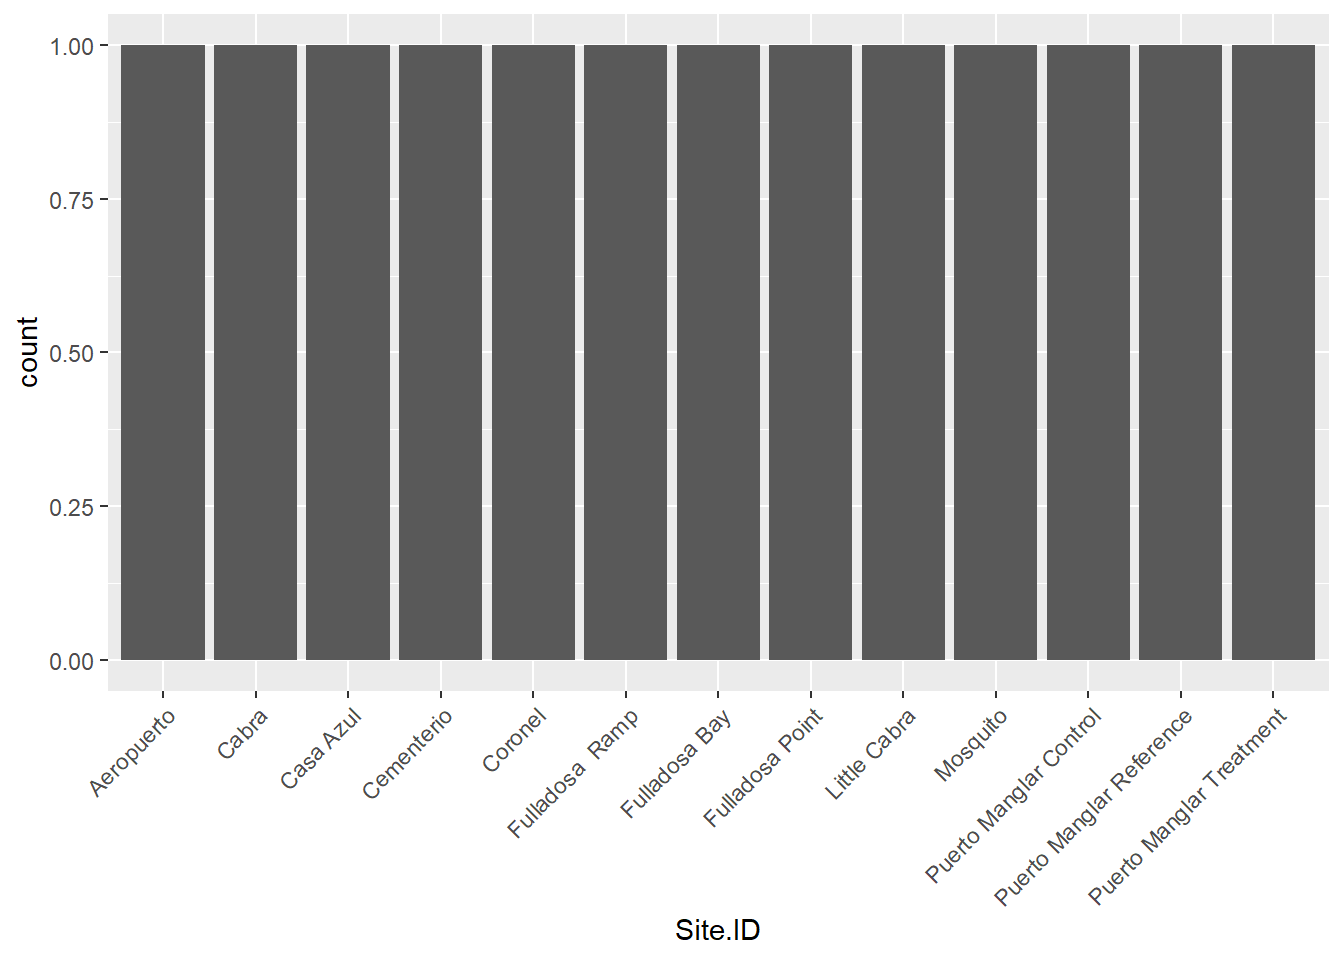 1.00
0.75
0.50
0.25
0.00
count
Aeropuerto
Cabra
Casa Azul
Cementerio
Coronel
Fulladosa  Ramp
Fulladosa Bay
Fulladosa Point
Little Cabra
Mosquito
Puerto Manglar Control
Puerto Manglar Reference
Puerto Manglar Treatment
Site.ID